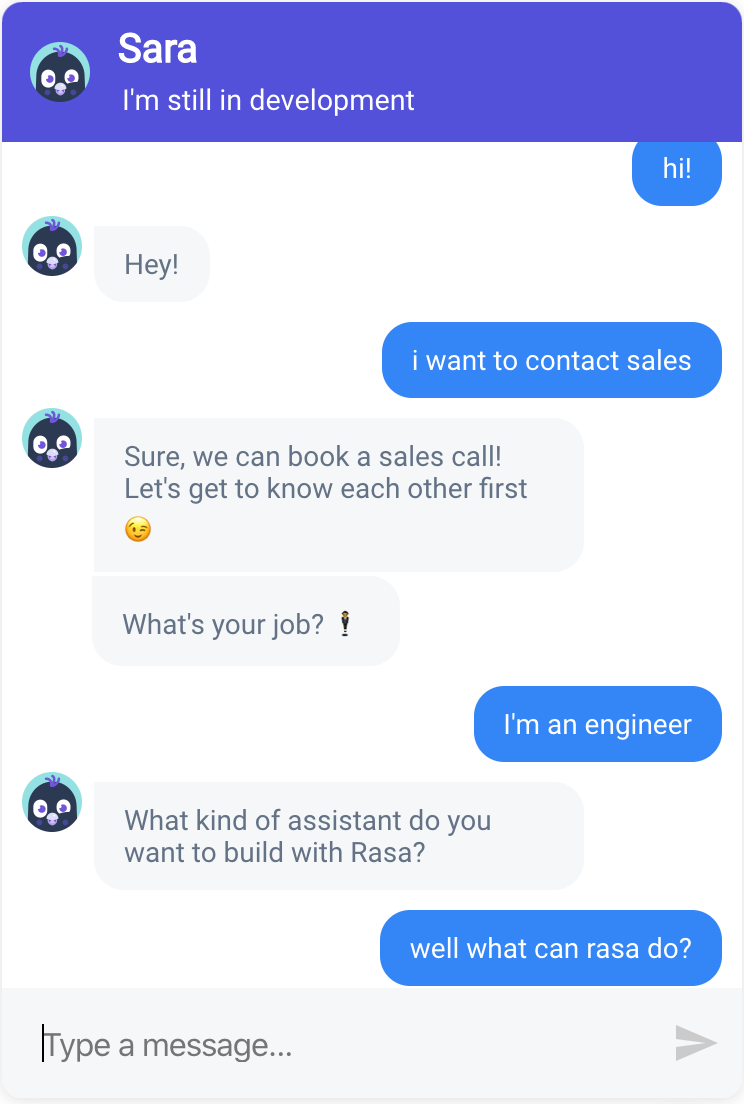 Sara
I'm still in development
hi!
Hey!
i want to contact sales
Sure, we can book a sales call!
Let's get to know each other first
😉
What's your job? 🕴
I'm an engineer
What kind of assistant do you
want to build with Rasa?
well what can rasa do?
Type a message...